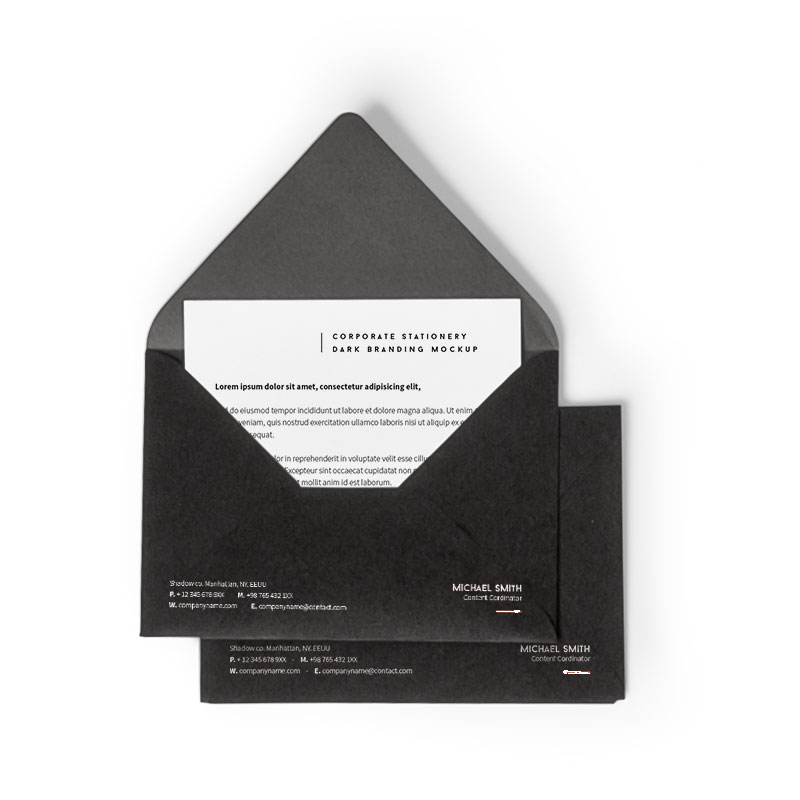 CORPORATE STATIONERY
DARK BRANDING MOCKUP
Lorem ipsum dolor sit amet, consectetur adipisicing elit,
do eiusmod tempor incididunt ut labore et dolore magna aliqua. Ut enim
veniam, quis nostrud exercitation ullamco laboris nisi ut aliquip ex
equat.
lor in reprehenderit in voluptate velit esse cillu
Excepteur sint occaecat cupidatat non
t mollit anim id est laborum.
Shadow co. Manhattan, NY. EEUU
P. + 12 345 678 9XX M. +98 765 432 1XX
W. companyname.com E. companyname@contact.com
MICHAEL SMITH
Content Cordinator
Shadow co. Manhattan, NY. EEUU
P. + 12 345 678 9XX - M. +98 765 432 1XX
W. companyname.com - E. companyname@contact.com
MICHAEL SMITH
Content Cordinator